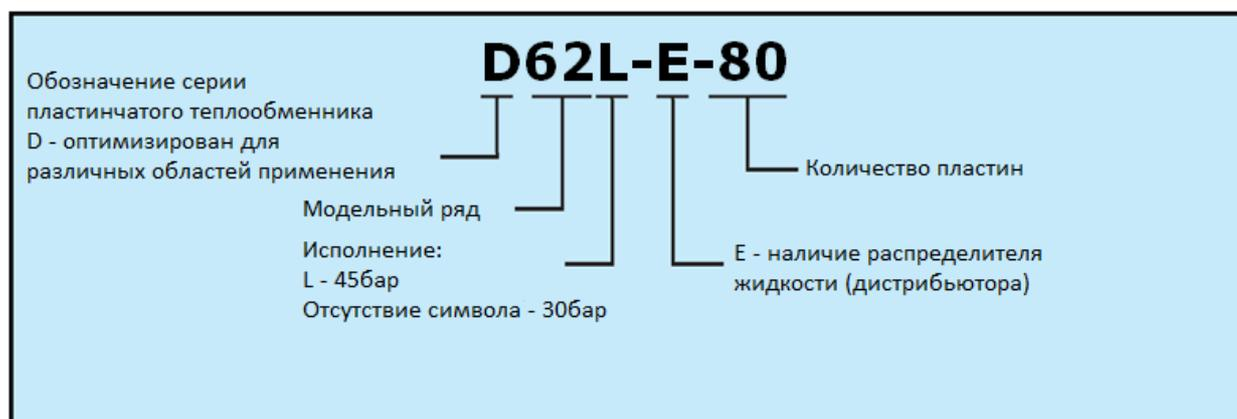 D62L-E-80
Обозначение серии
пластинчатого теплообменника
D - оптимизирован для
различных областей применения
Количество пластин
Модельный ряд
Исполнение:
L - 45бар
Отсутствие символа - 30бар
E - наличие распределителя
жидкости (дистрибьютора)